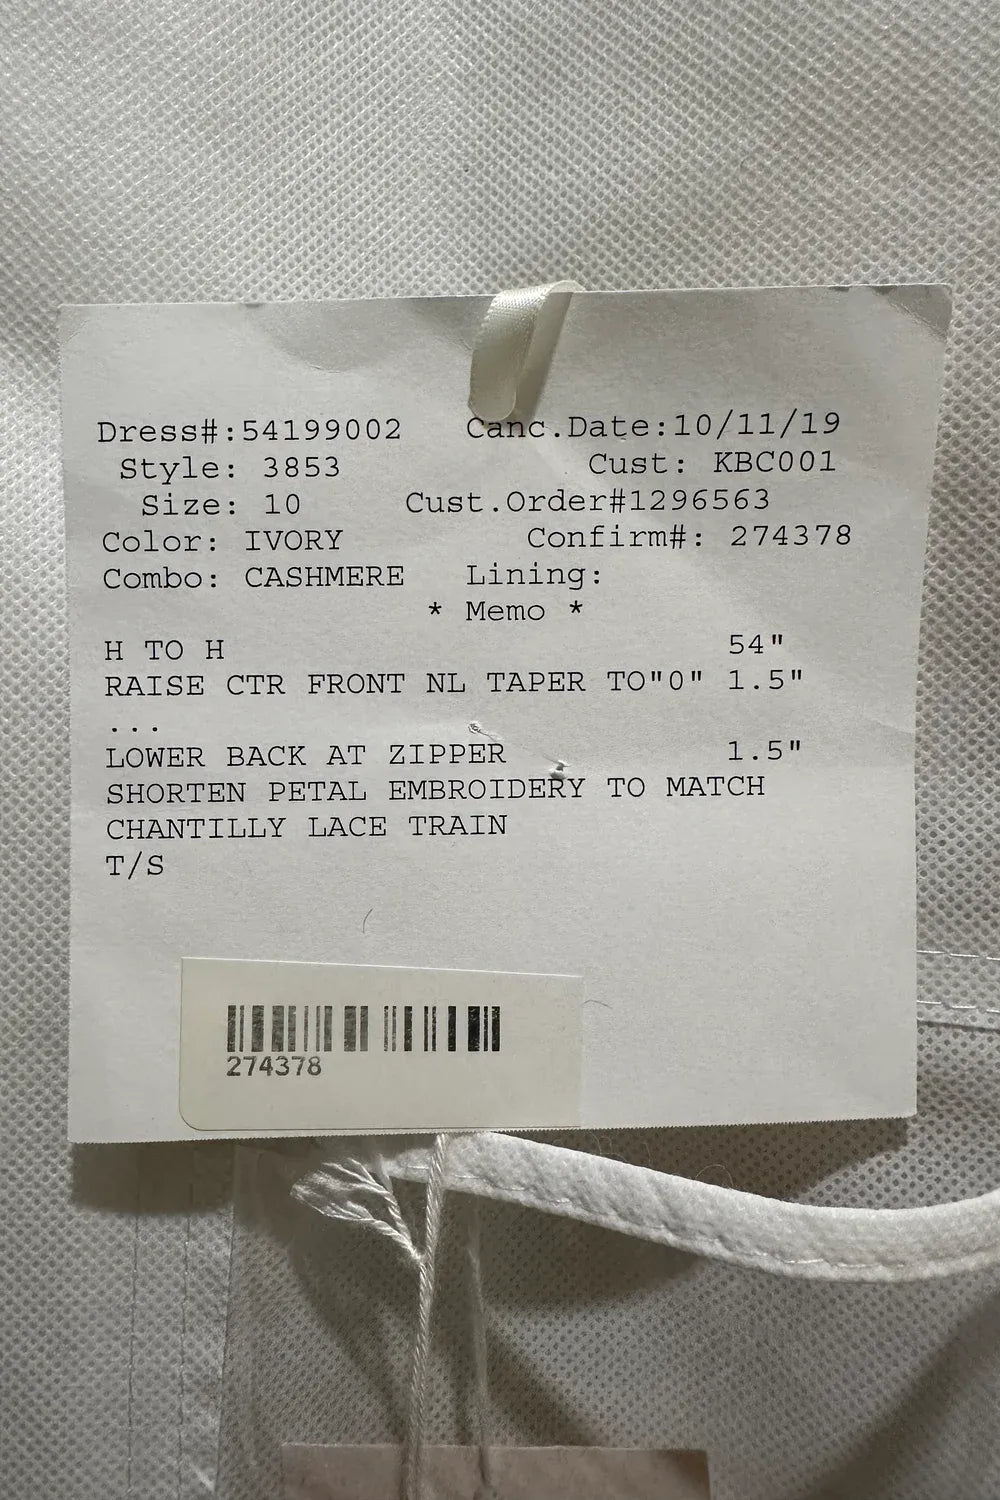 Dress#:54199002 Canc.Date:10/11/19
Style: 3853 Cust: KBC001
Size: 10 Cust.Order#1296563
Color: IVORY Confirm#: 274378
Combo: CASHMERE Lining:
* Memo *
H TO H 54"
RAISE CTR FRONT NL TAPER TO"0" 1.5"
...
LOWER BACK AT ZIPPER 1.5"
SHORTEN PETAL EMBROIDERY TO MATCH
CHANTILLY LACE TRAIN
T/S
274378